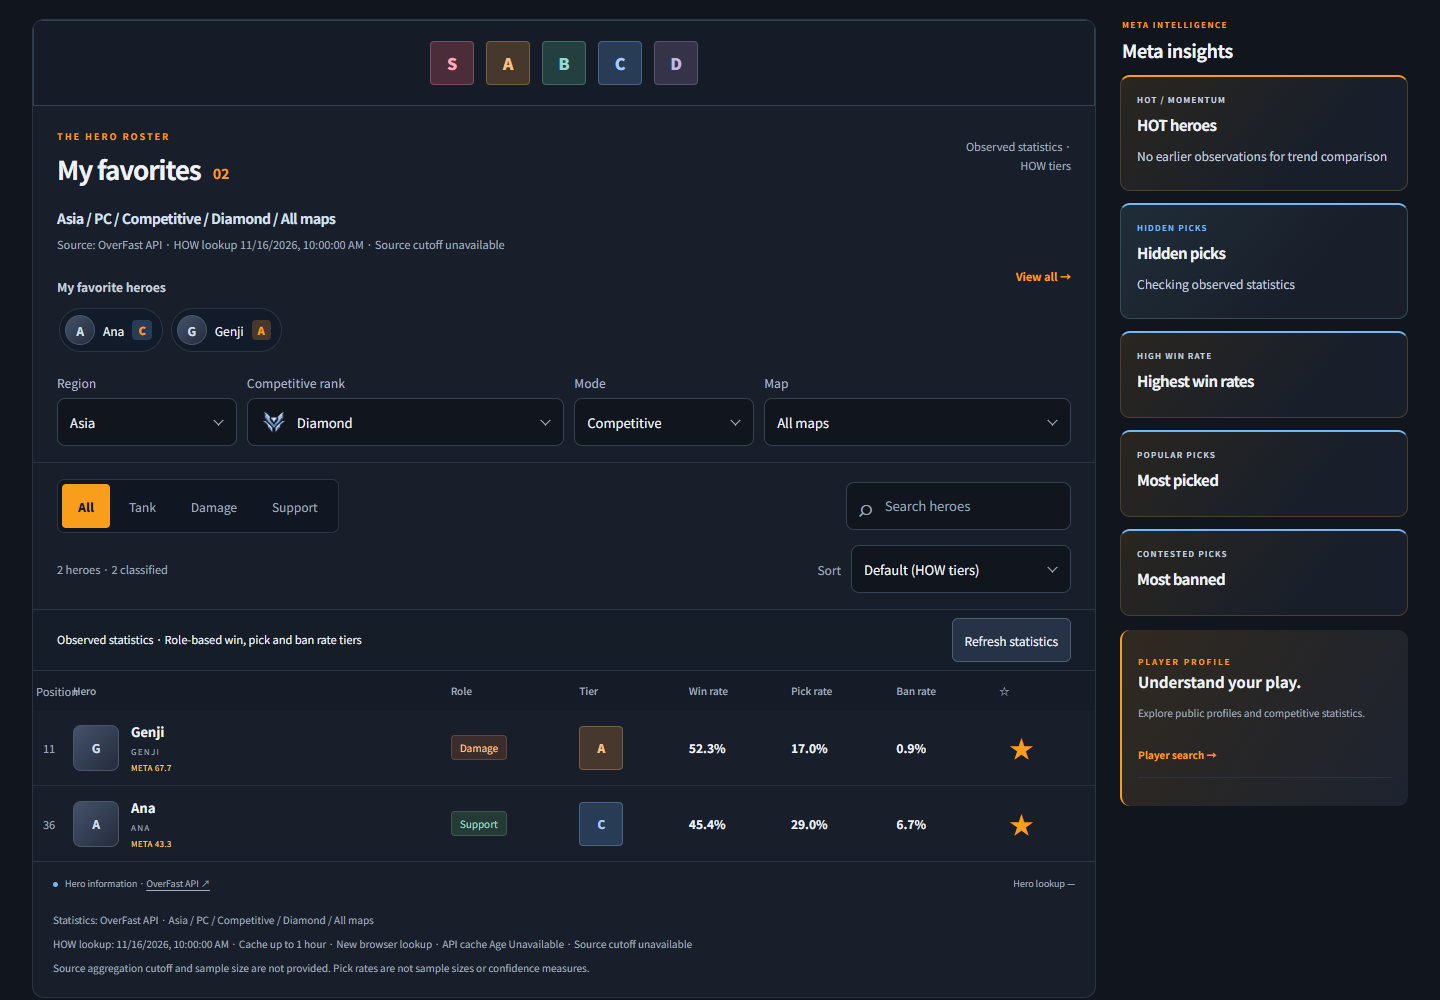 S A B C D
THE HERO ROSTER
My favorites 02
Observed statistics ·
HOW tiers
Asia / PC / Competitive / Diamond / All maps
Source: OverFast API · HOW lookup 11/16/2026, 10:00:00 AM · Source cutoff unavailable
View all →
My favorite heroes
A Ana C G Genji A
Region Competitive rank Mode Map
Asia Diamond Competitive All maps
All Tank Damage Support Search heroes
2 heroes · 2 classified Sort Default (HOW tiers)
Observed statistics · Role-based win, pick and ban rate tiers Refresh statistics
Position Hero Role Tier Win rate Pick rate Ban rate ☆
11 G Genji Damage A 52.3% 17.0% 0.9% ★
GENJI
META 67.7
36 A Ana Support C 45.4% 29.0% 6.7% ★
ANA
META 43.3
Hero information · OverFast API ↗ Hero lookup —
Statistics: OverFast API · Asia / PC / Competitive / Diamond / All maps
HOW lookup: 11/16/2026, 10:00:00 AM · Cache up to 1 hour · New browser lookup · API cache Age Unavailable · Source cutoff unavailable
Source aggregation cutoff and sample size are not provided. Pick rates are not sample sizes or confidence measures.
META INTELLIGENCE
Meta insights
HOT / MOMENTUM
HOT heroes
No earlier observations for trend comparison
HIDDEN PICKS
Hidden picks
Checking observed statistics
HIGH WIN RATE
Highest win rates
POPULAR PICKS
Most picked
CONTESTED PICKS
Most banned
PLAYER PROFILE
Understand your play.
Explore public profiles and competitive statistics.
Player search →